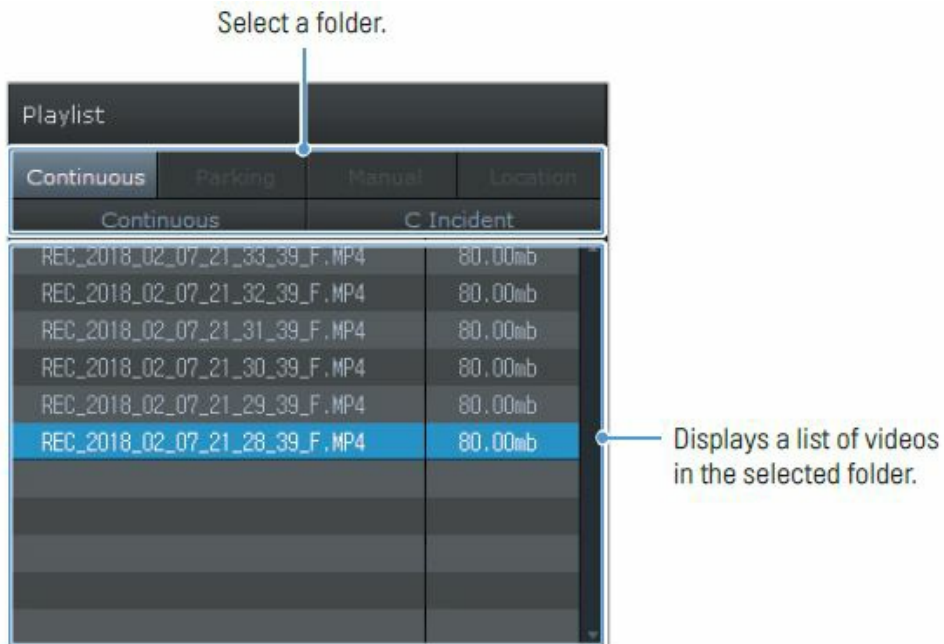 Select a folder.
Playlist
Continuous Parking Manual Location
Continuous C Incident
REC_2018_02_07_21_33_39_F.MP4 80.00mb
REC_2018_02_07_21_32_39_F.MP4 80.00mb
REC_2018_02_07_21_31_39_F.MP4 80.00mb
REC_2018_02_07_21_30_39_F.MP4 80.00mb
REC_2018_02_07_21_29_39_F.MP4 80.00mb
REC_2018_02_07_21_28_39_F.MP4 80.00mb
Displays a list of videos
in the selected folder.